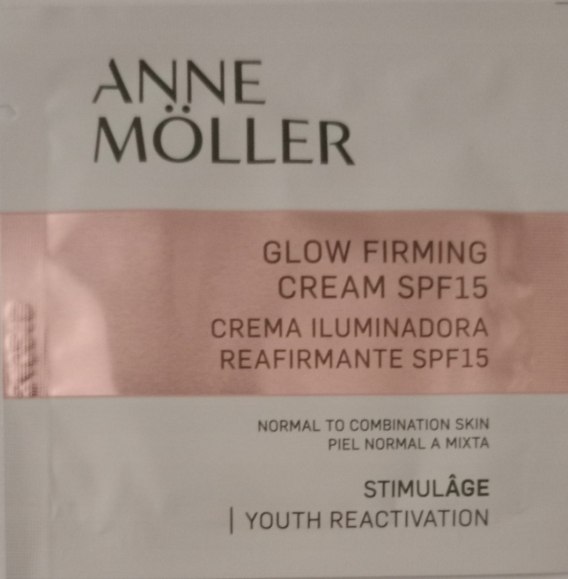 ANNE
MÖLLER
GLOW FIRMING
CREAM SPF15
CREMA ILUMINADORA
REAFIRMANTE SPF15
NORMAL TO COMBINATION SKIN
PIEL NORMAL A MIXTA
STIMULÂGE
| YOUTH REACTIVATION